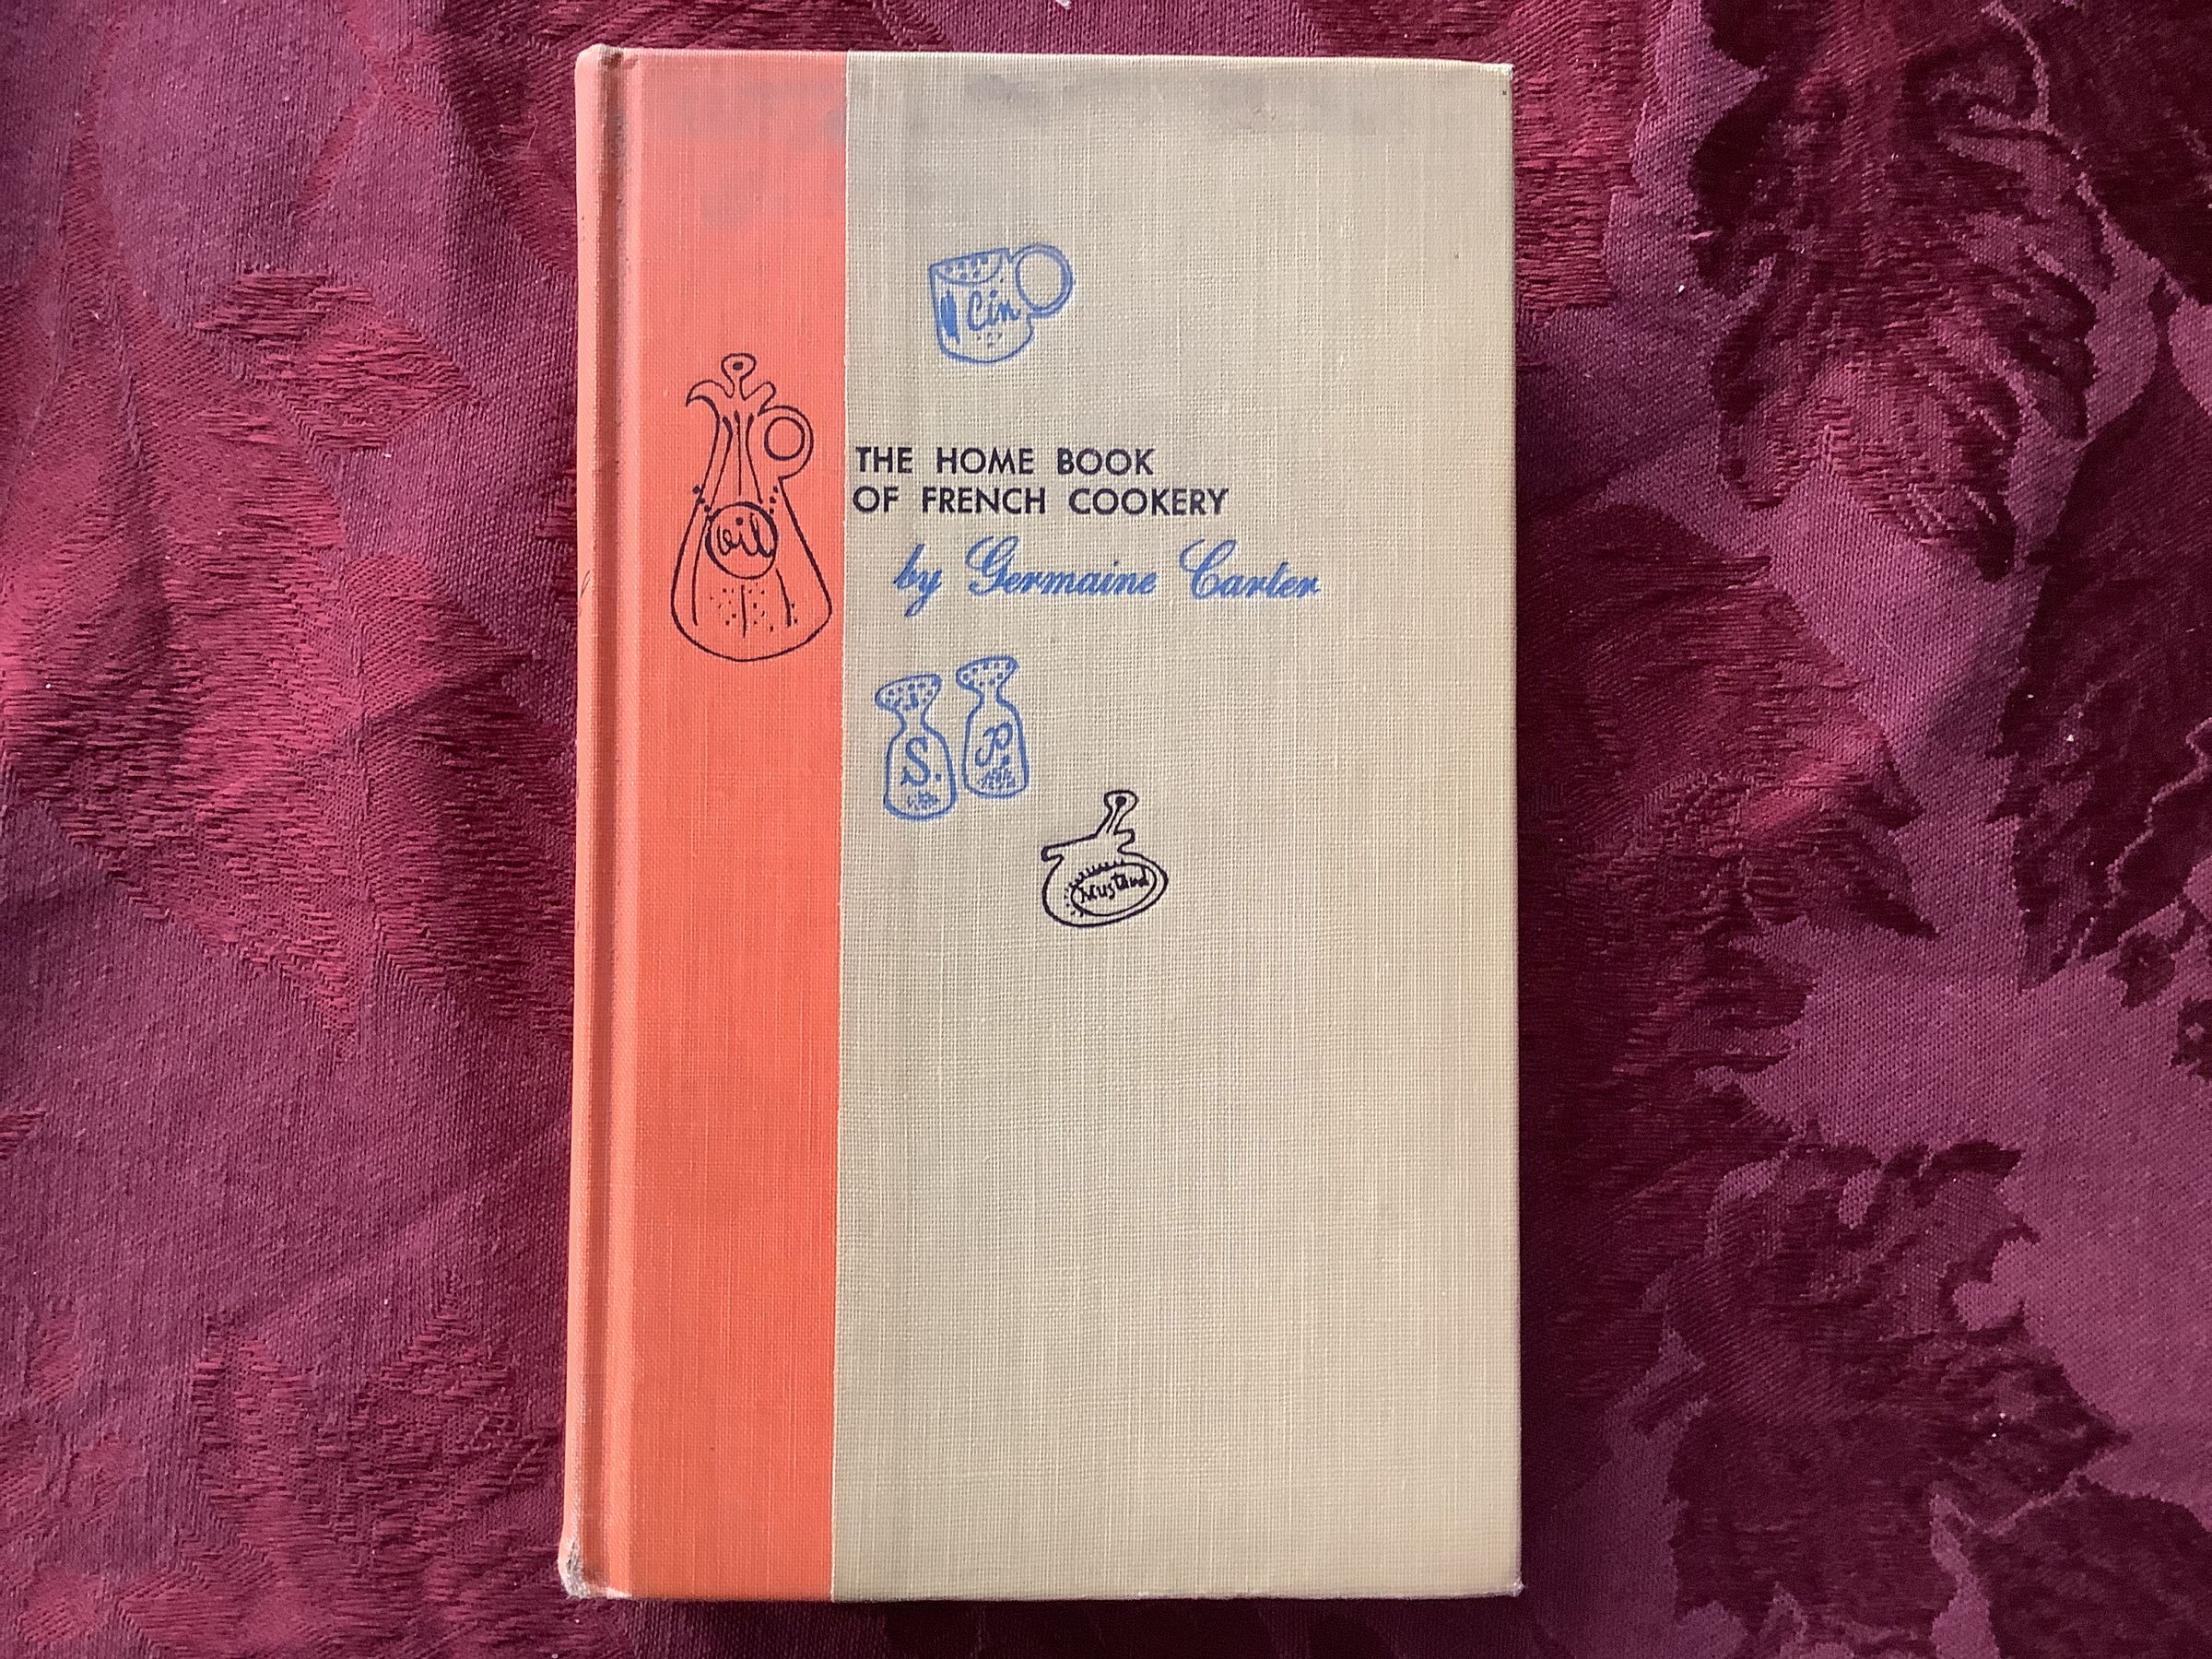 Cin
THE HOME BOOK
OF FRENCH COOKERY
by Germaine Carter
oil
S. P.
Mustard